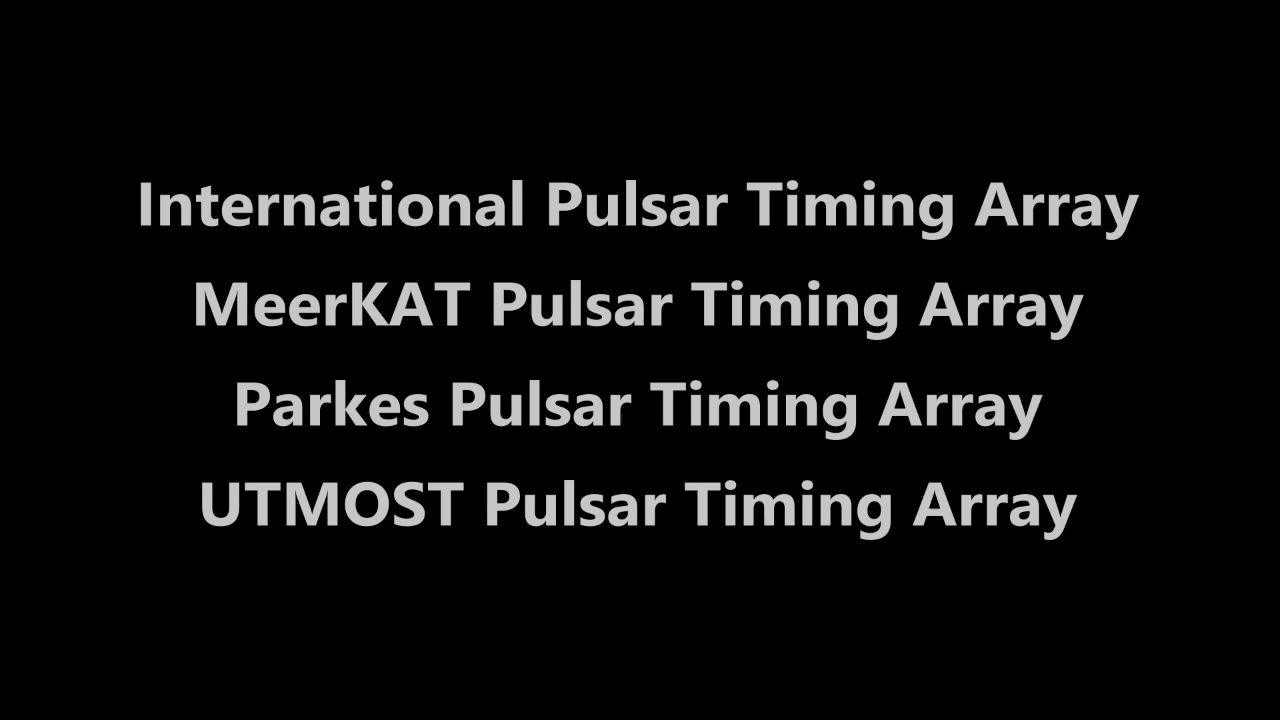 International Pulsar Timing Array
MeerKAT Pulsar Timing Array
Parkes Pulsar Timing Array
UTMOST Pulsar Timing Array